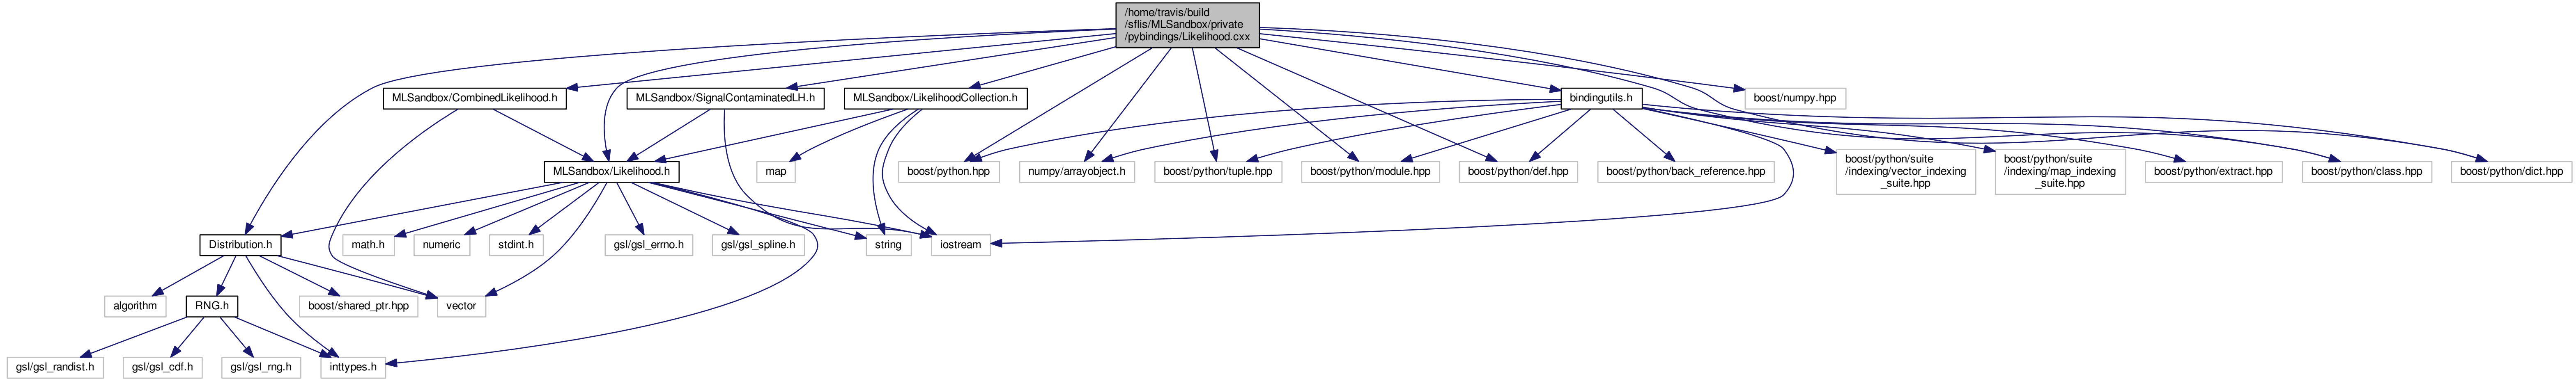 /home/travis/build
/sflis/MLSandbox/private
/pybindings/Likelihood.cxx
MLSandbox/CombinedLikelihood.h
MLSandbox/SignalContaminatedLH.h
MLSandbox/LikelihoodCollection.h
bindingutils.h
boost/numpy.hpp
MLSandbox/Likelihood.h
map
boost/python.hpp
numpy/arrayobject.h
boost/python/tuple.hpp
boost/python/module.hpp
boost/python/def.hpp
boost/python/back_reference.hpp
boost/python/suite
/indexing/vector_indexing
_suite.hpp
boost/python/suite
/indexing/map_indexing
_suite.hpp
boost/python/extract.hpp
boost/python/class.hpp
boost/python/dict.hpp
Distribution.h
math.h
numeric
stdint.h
gsl/gsl_errno.h
gsl/gsl_spline.h
string
iostream
algorithm
RNG.h
boost/shared_ptr.hpp
vector
gsl/gsl_randist.h
gsl/gsl_cdf.h
gsl/gsl_rng.h
inttypes.h